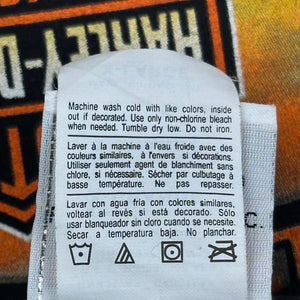 HARLEY-D
Machine wash cold with like colors, inside
out if decorated. Use only non-chlorine bleach
when needed. Tumble dry low. Do not iron.
Laver à la machine à l'eau froide avec des
couleurs similaires, à l'envers si décorations.
Utiliser seulement agent de blanchiment sans
chlore, si nécessaire. Sécher par culbutage à
basse température. Ne pas repasser.
Lavar con agua fria con colores similares,
voltear al revés si está decorado. Sólo
usar blanqueador sin cloro cuando se necesite.
Secar a temperatura baja. No planchar.
C.